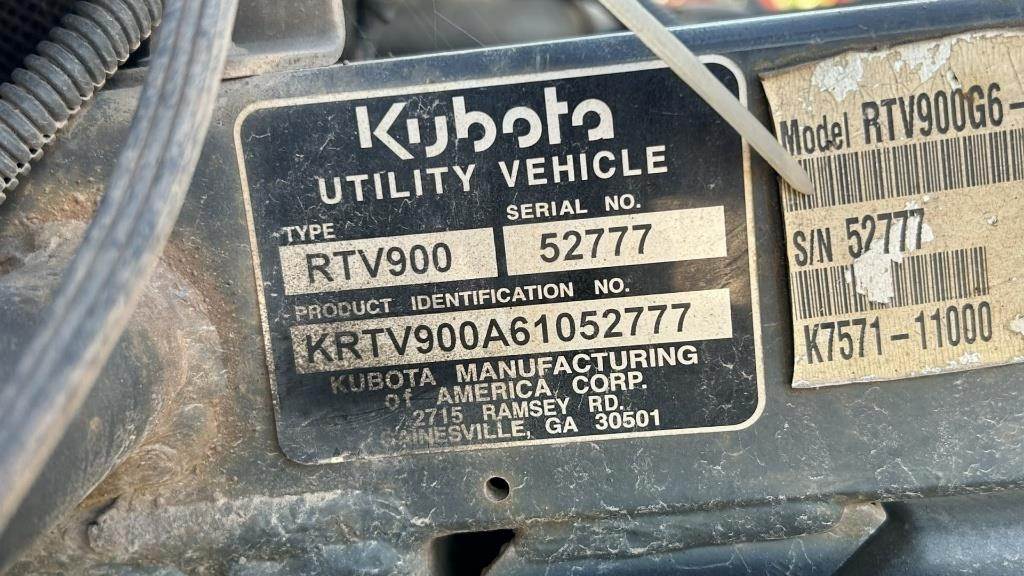 Kubota
UTILITY VEHICLE
TYPE
SERIAL NO.
RTV900
52777
PRODUCT IDENTIFICATION NO.
KRTV900A61052777
KUBOTA MANUFACTURING
Of AMERICA CORP.
2715 RAMSEY RD.
GAINESVILLE, GA 30501
Model RTV900G6-
S/N 52777
K7571-11000